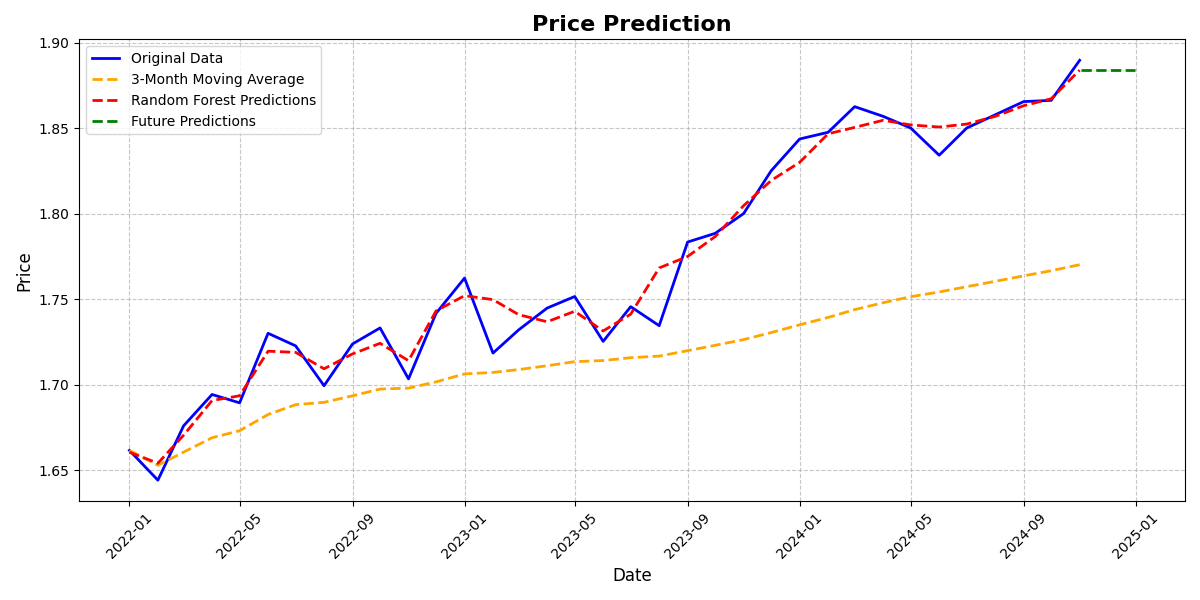 Price Prediction
Original Data
3-Month Moving Average
Random Forest Predictions
Future Predictions
Price
1.90
1.85
1.80
1.75
1.70
1.65
2022-01
2022-05
2022-09
2023-01
2023-05
2023-09
2024-01
2024-05
2024-09
2025-01
Date